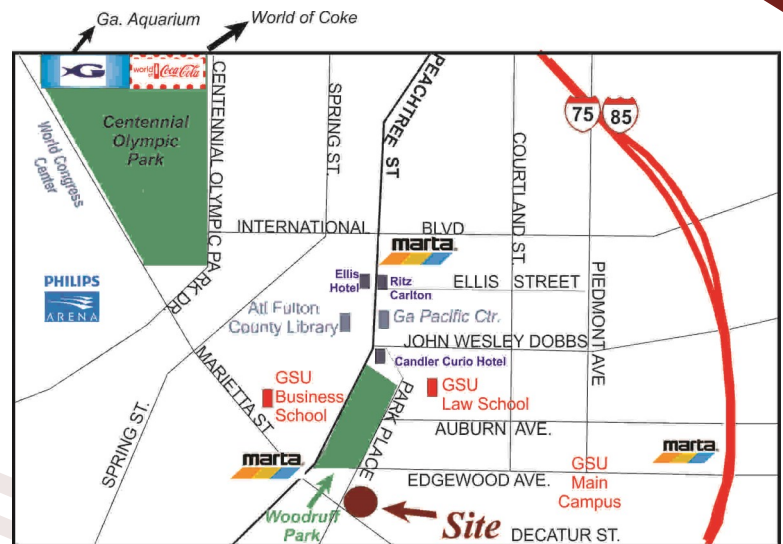 Ga. Aquarium
World of Coke
G
world of Coca-Cola
CENTENNIAL OLYMPIC PA
RK DR
SPRING ST.
PEACHTREE ST
COURTLAND ST.
75
85
Centennial
Olympic
Park
World Congress
Center
INTERNATIONAL BLVD
marta
PHILIPS
ARENA
Ellis
Hotel
Ritz
Carlton
ELLIS STREET
PIEDMONT AVE
Atl Fulton
County Library
Ga Pacific Ctr.
JOHN WESLEY DOBBS
Candler Curio Hotel
MARIETTA ST
GSU
Business
School
GSU
Law School
PARK PLACE
SPRING ST.
AUBURN AVE.
marta
marta
EDGEWOOD AVE.
GSU
Main
Campus
Woodruff
Park
Site
DECATUR ST.